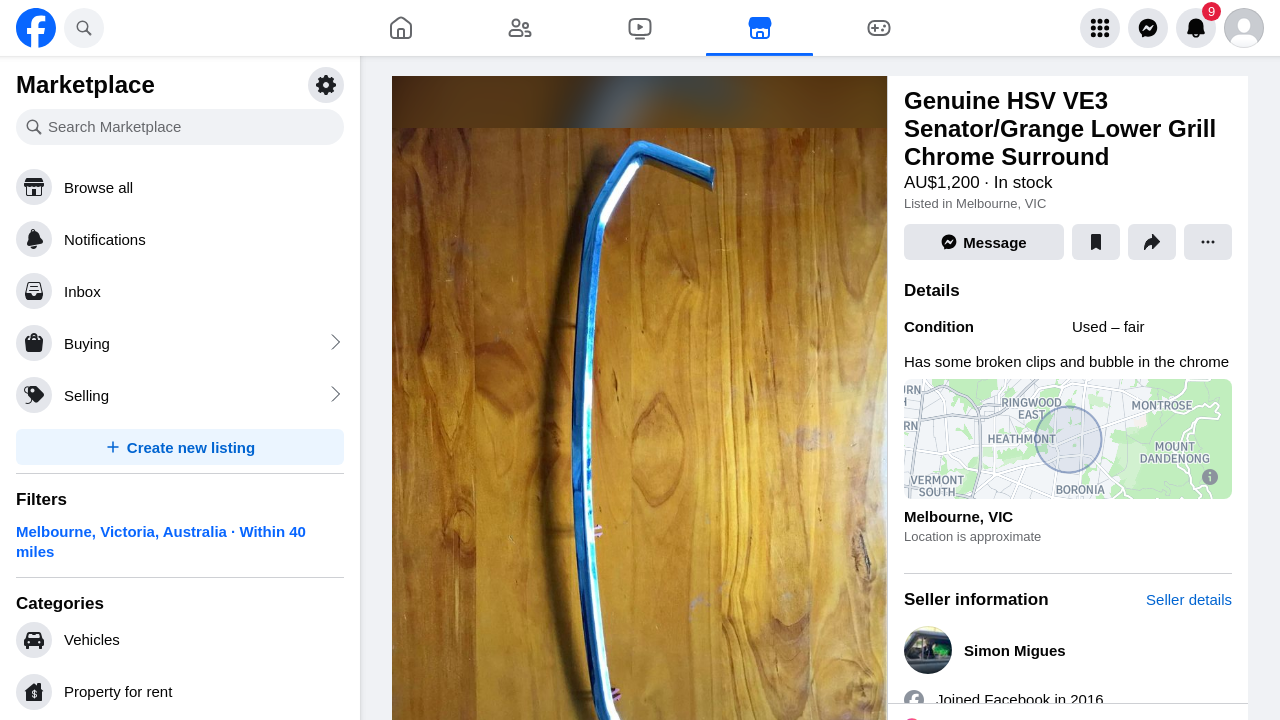 9
Marketplace
Search Marketplace
Browse all
Notifications
Inbox
Buying
Selling
Create new listing
Filters
Melbourne, Victoria, Australia · Within 40
miles
Categories
Vehicles
Property for rent
Genuine HSV VE3
Senator/Grange Lower Grill
Chrome Surround
AU$1,200 · In stock
Listed in Melbourne, VIC
Message
Details
Condition
Used – fair
Has some broken clips and bubble in the chrome
RINGWOOD
EAST
MONTROSE
HEATHMONT
MOUNT
DANDENONG
VERMONT
SOUTH
BORONIA
Melbourne, VIC
Location is approximate
Seller information
Seller details
Simon Migues
Joined Facebook in 2016